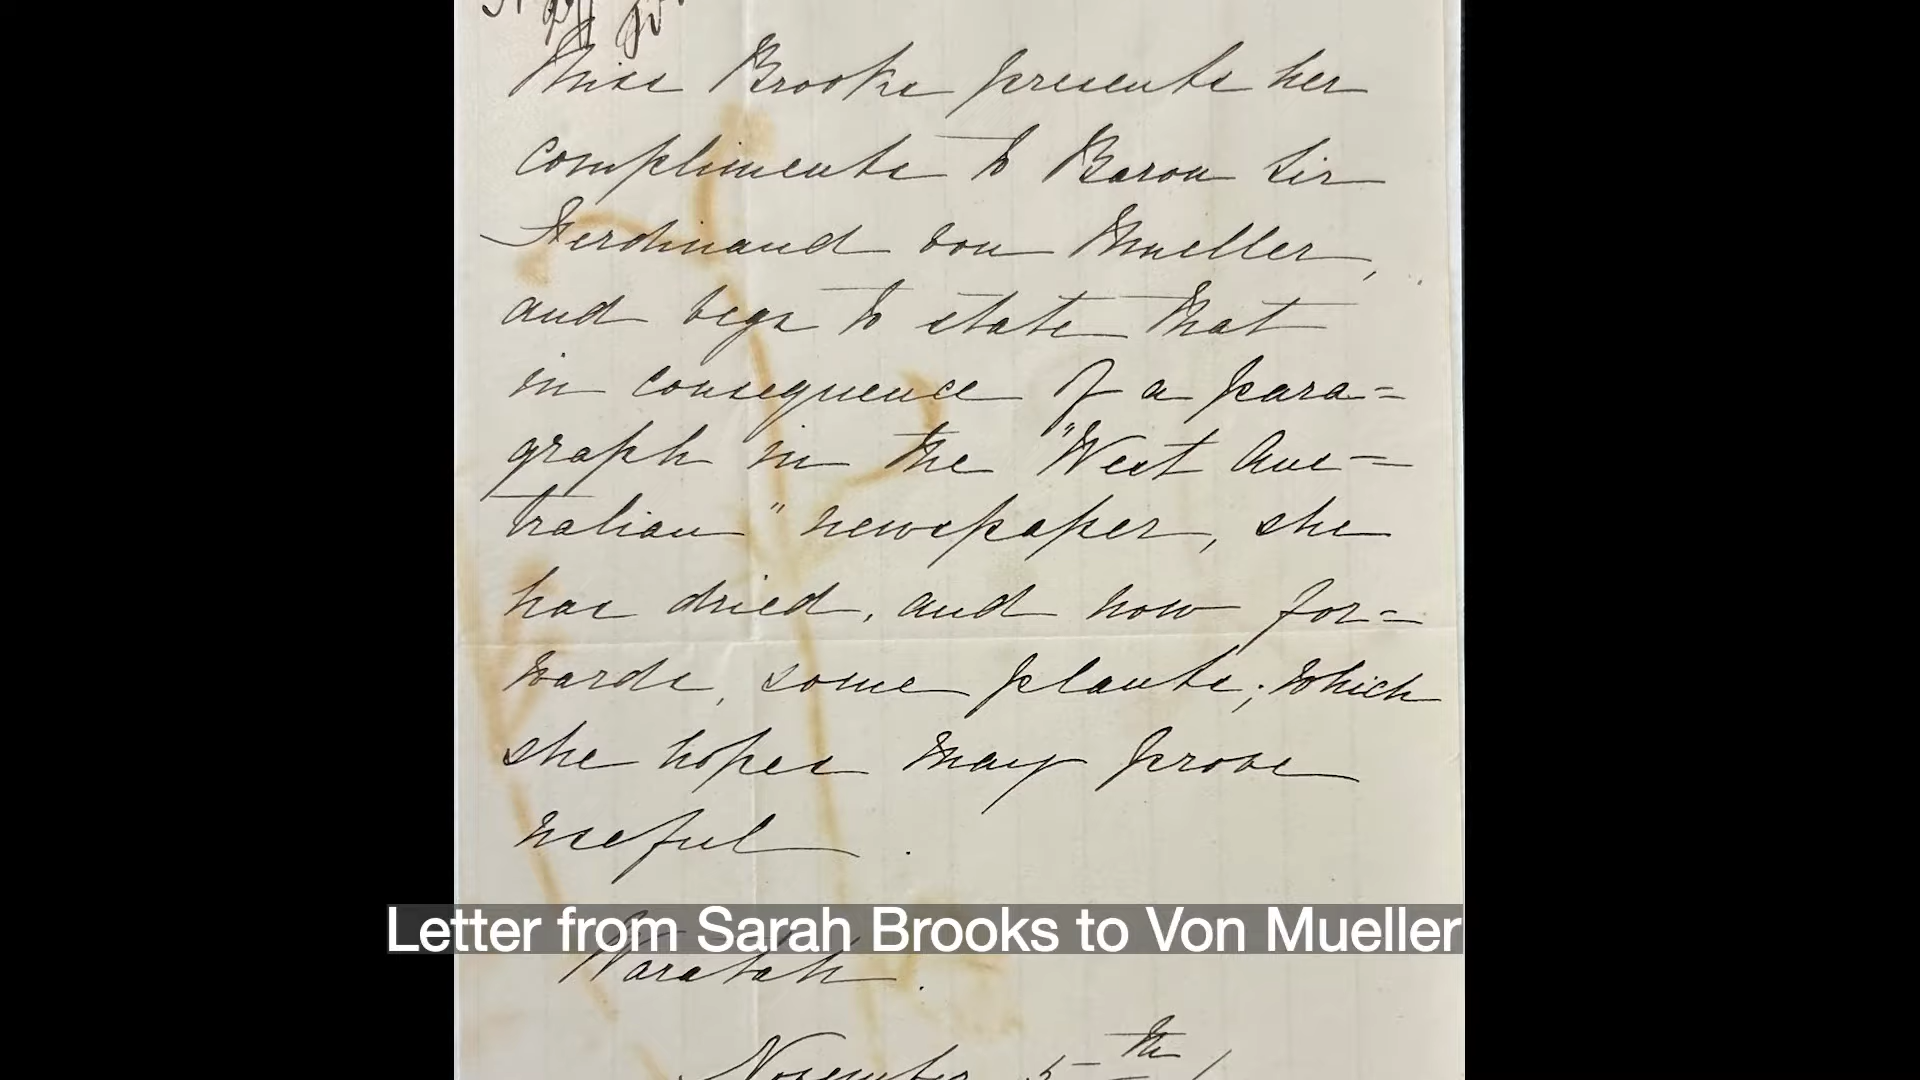 Miss Brooks presents her
compliments to Baron Sir
Ferdinand von Mueller,
and begs to state that
in consequence of a para=
graph in the "West Aus=
tralian" newspaper, she
has dried, and now for=
wards, some plants; which
she hopes may prove
useful.
Letter from Sarah Brooks to Von Mueller
Waratah.
November 5th